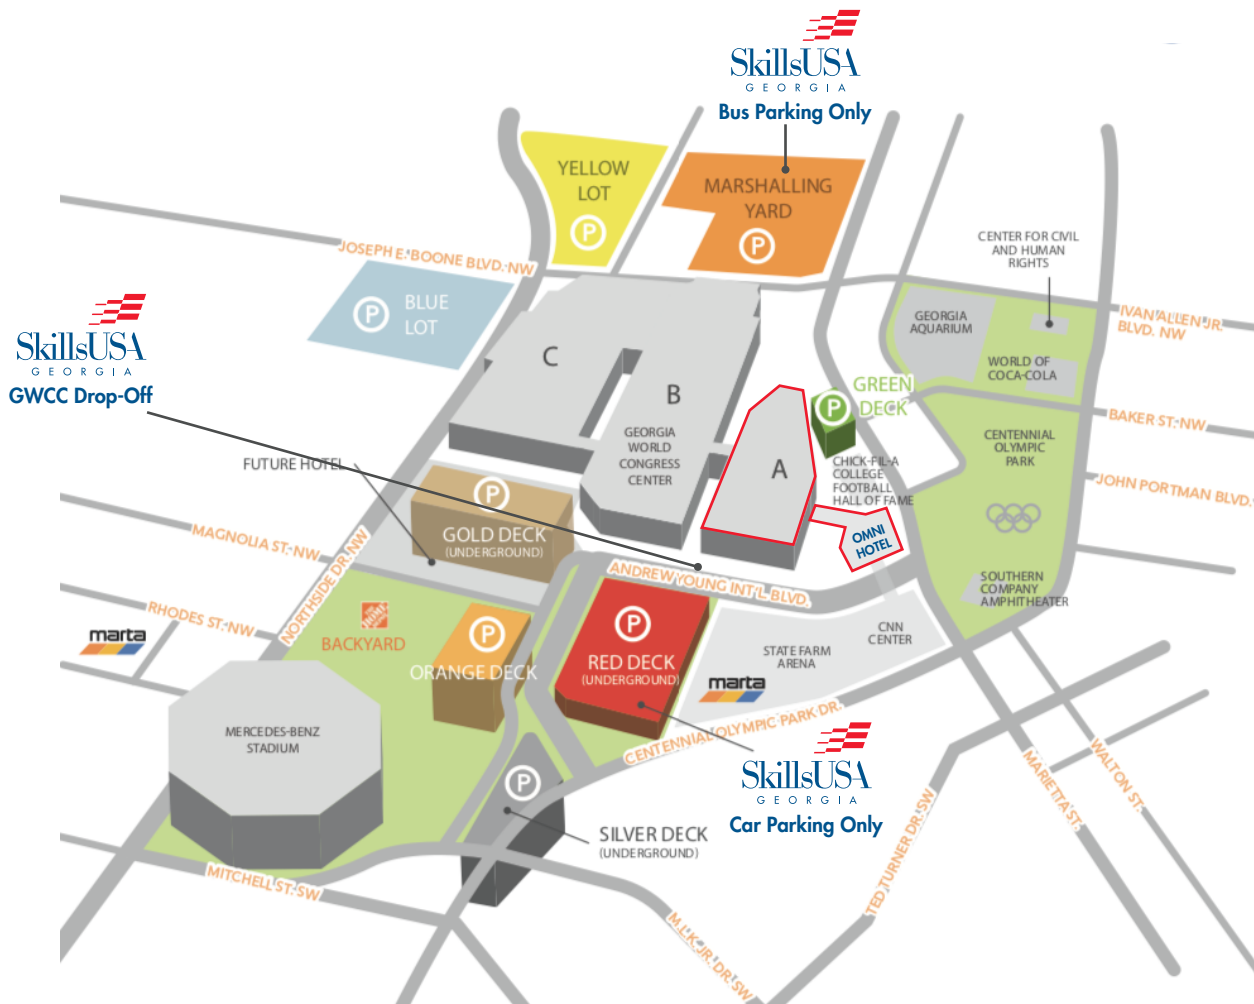 SkillsUSA
GEORGIA
Bus Parking Only
YELLOW
LOT
P
MARSHALLING
YARD
P
JOSEPH E. BOONE BLVD. NW
CENTER FOR CIVIL
AND HUMAN
RIGHTS
BLUE
LOT
P
SkillsUSA
GEORGIA
GWCC Drop-Off
GEORGIA
AQUARIUM
IVAN ALLEN JR.
BLVD. NW
WORLD OF
COCA-COLA
C
B
GREEN
DECK
P
BAKER ST. NW
GEORGIA
WORLD
CONGRESS
CENTER
A
CENTENNIAL
OLYMPIC
PARK
FUTURE HOTEL
CHICK-FIL-A
COLLEGE
FOOTBALL
HALL OF FAME
JOHN PORTMAN BLVD.
P
GOLD DECK
(UNDERGROUND)
OMNI
HOTEL
MAGNOLIA ST. NW
NORTHSIDE DR. NW
ANDREW YOUNG INT'L. BLVD.
SOUTHERN
COMPANY
AMPHITHEATER
RHODES ST. NW
marta
THE HOME DEPOT
BACKYARD
P
ORANGE DECK
P
RED DECK
(UNDERGROUND)
CNN
CENTER
STATE FARM
ARENA
marta
MERCEDES-BENZ
STADIUM
CENTENNIAL OLYMPIC PARK DR.
SkillsUSA
GEORGIA
Car Parking Only
P
SILVER DECK
(UNDERGROUND)
MARIETTA ST.
WALTON ST.
TED TURNER DR. SW
MITCHELL ST. SW
M.L.K. JR. DR. SW